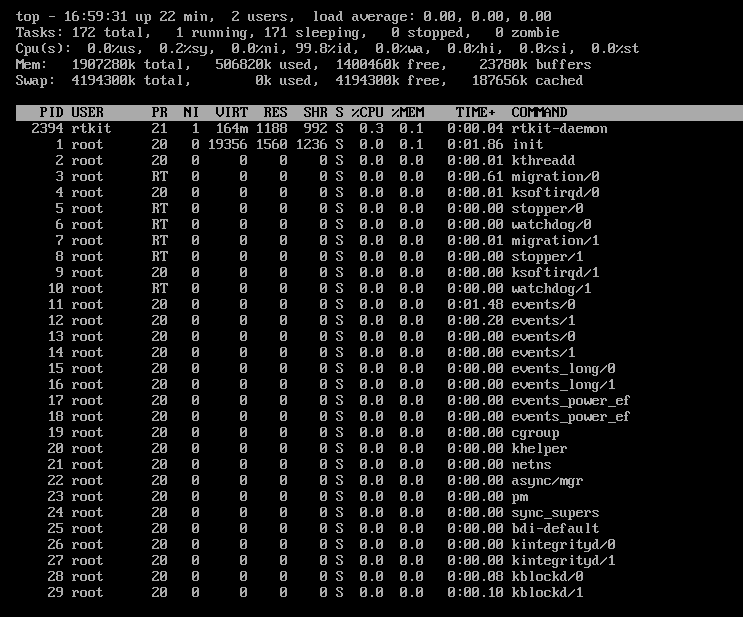 top - 16:59:31 up 22 min,  2 users,  load average: 0.00, 0.00, 0.00
Tasks: 172 total,   1 running, 171 sleeping,   0 stopped,   0 zombie
Cpu(s):  0.0%us,  0.2%sy,  0.0%ni, 99.8%id,  0.0%wa,  0.0%hi,  0.0%si,  0.0%st
Mem:   1907280k total,   506820k used,  1400460k free,    23780k buffers
Swap:  4194300k total,        0k used,  4194300k free,   187656k cached
  PID USER      PR  NI  VIRT  RES  SHR S %CPU %MEM    TIME+  COMMAND
 2394 rtkit     21   1  164m 1188  992 S  0.3  0.1   0:00.04 rtkit-daemon
    1 root      20   0 19356 1560 1236 S  0.0  0.1   0:01.86 init
    2 root      20   0     0    0    0 S  0.0  0.0   0:00.01 kthreadd
    3 root      RT   0     0    0    0 S  0.0  0.0   0:00.61 migration/0
    4 root      20   0     0    0    0 S  0.0  0.0   0:00.01 ksoftirqd/0
    5 root      RT   0     0    0    0 S  0.0  0.0   0:00.00 stopper/0
    6 root      RT   0     0    0    0 S  0.0  0.0   0:00.00 watchdog/0
    7 root      RT   0     0    0    0 S  0.0  0.0   0:00.01 migration/1
    8 root      RT   0     0    0    0 S  0.0  0.0   0:00.00 stopper/1
    9 root      20   0     0    0    0 S  0.0  0.0   0:00.00 ksoftirqd/1
   10 root      RT   0     0    0    0 S  0.0  0.0   0:00.00 watchdog/1
   11 root      20   0     0    0    0 S  0.0  0.0   0:01.48 events/0
   12 root      20   0     0    0    0 S  0.0  0.0   0:00.20 events/1
   13 root      20   0     0    0    0 S  0.0  0.0   0:00.00 events/0
   14 root      20   0     0    0    0 S  0.0  0.0   0:00.00 events/1
   15 root      20   0     0    0    0 S  0.0  0.0   0:00.00 events_long/0
   16 root      20   0     0    0    0 S  0.0  0.0   0:00.00 events_long/1
   17 root      20   0     0    0    0 S  0.0  0.0   0:00.00 events_power_ef
   18 root      20   0     0    0    0 S  0.0  0.0   0:00.00 events_power_ef
   19 root      20   0     0    0    0 S  0.0  0.0   0:00.00 cgroup
   20 root      20   0     0    0    0 S  0.0  0.0   0:00.00 khelper
   21 root      20   0     0    0    0 S  0.0  0.0   0:00.00 netns
   22 root      20   0     0    0    0 S  0.0  0.0   0:00.00 async/mgr
   23 root      20   0     0    0    0 S  0.0  0.0   0:00.00 pm
   24 root      20   0     0    0    0 S  0.0  0.0   0:00.00 sync_supers
   25 root      20   0     0    0    0 S  0.0  0.0   0:00.00 bdi-default
   26 root      20   0     0    0    0 S  0.0  0.0   0:00.00 kintegrityd/0
   27 root      20   0     0    0    0 S  0.0  0.0   0:00.00 kintegrityd/1
   28 root      20   0     0    0    0 S  0.0  0.0   0:00.08 kblockd/0
   29 root      20   0     0    0    0 S  0.0  0.0   0:00.10 kblockd/1